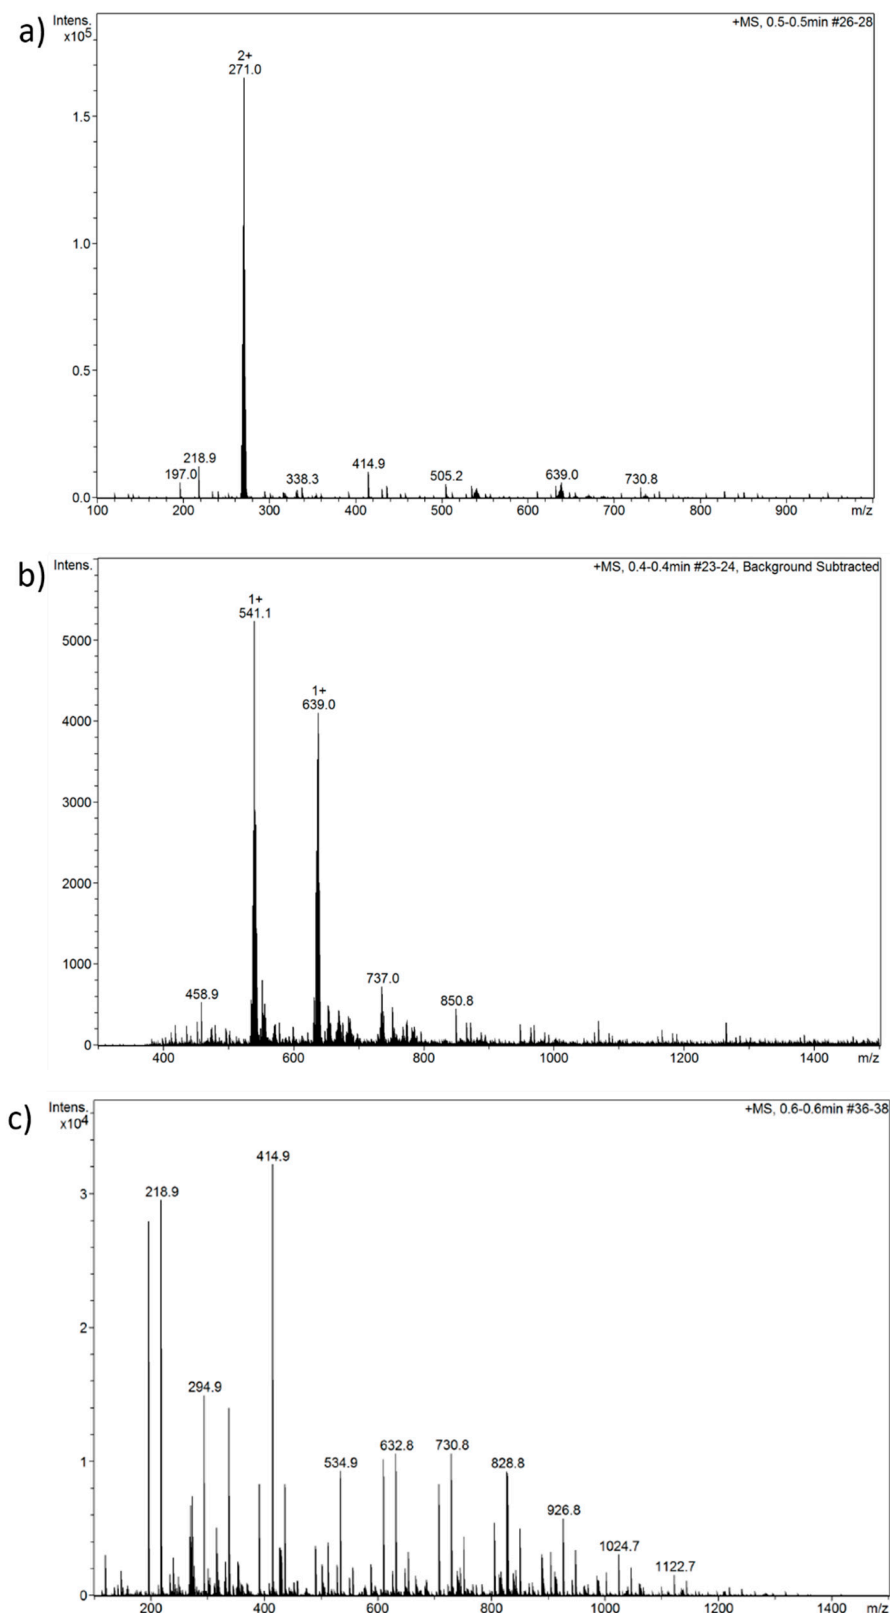 a)
Intens.
x10⁵
+MS, 0.5-0.5min #26-28
2+
271.0
1.5
1.0
0.5
0.0
197.0
218.9
338.3
414.9
505.2
639.0
730.8
100 200 300 400 500 600 700 800 900 m/z
b)
Intens.
+MS, 0.4-0.4min #23-24, Background Subtracted
1+
541.1
1+
639.0
5000
4000
3000
2000
1000
0
458.9
737.0
850.8
400 600 800 1000 1200 1400 m/z
c)
Intens.
x10⁴
+MS, 0.6-0.6min #36-38
414.9
218.9
3
2
1
0
294.9
534.9
632.8
730.8
828.8
926.8
1024.7
1122.7
200 400 600 800 1000 1200 1400 m/z